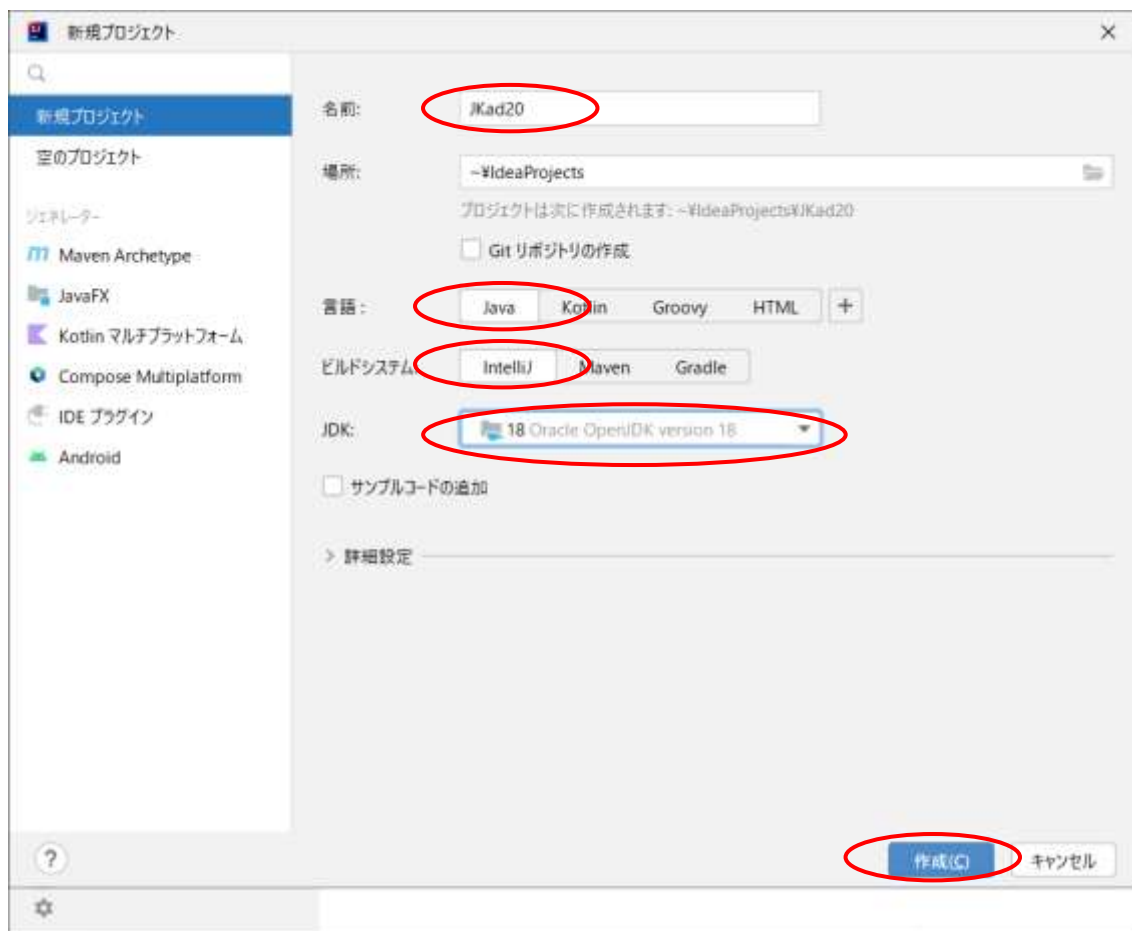 新規プロジェクト
新規プロジェクト
空のプロジェクト
ジェネレーター
Maven Archetype
JavaFX
Kotlin マルチプラットフォーム
Compose Multiplatform
IDE プラグイン
Android
名前: JKad20
場所: ~¥IdeaProjects
プロジェクトは次に作成されます: ~¥IdeaProjects¥JKad20
Git リポジトリの作成
言語: Java Kotlin Groovy HTML +
ビルドシステム: IntelliJ Maven Gradle
JDK: 18 Oracle OpenJDK version 18
サンプルコードの追加
詳細設定
? 作成(C) キャンセル